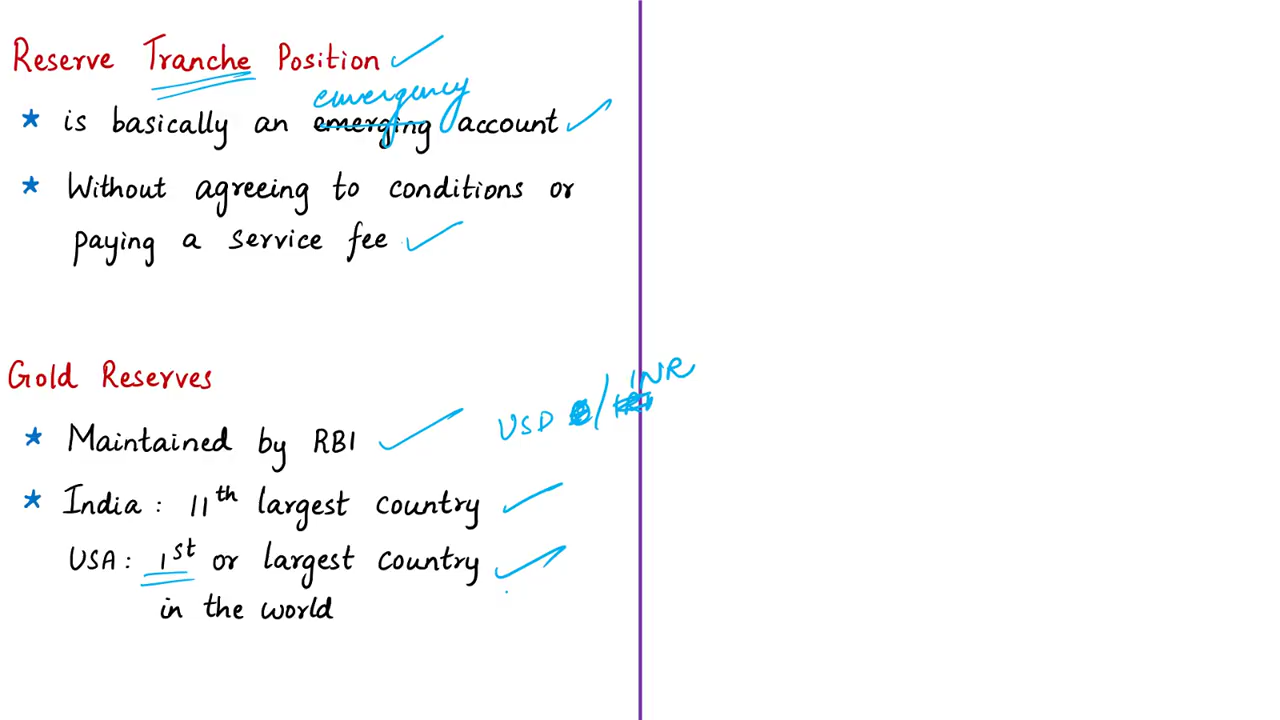 Reserve Tranche Position
emergency
* is basically an emerging account
* Without agreeing to conditions or
paying a service fee
Gold Reserves
INR
USD /
* Maintained by RBI
* India : 11th largest country
USA : 1st or largest country
in the world